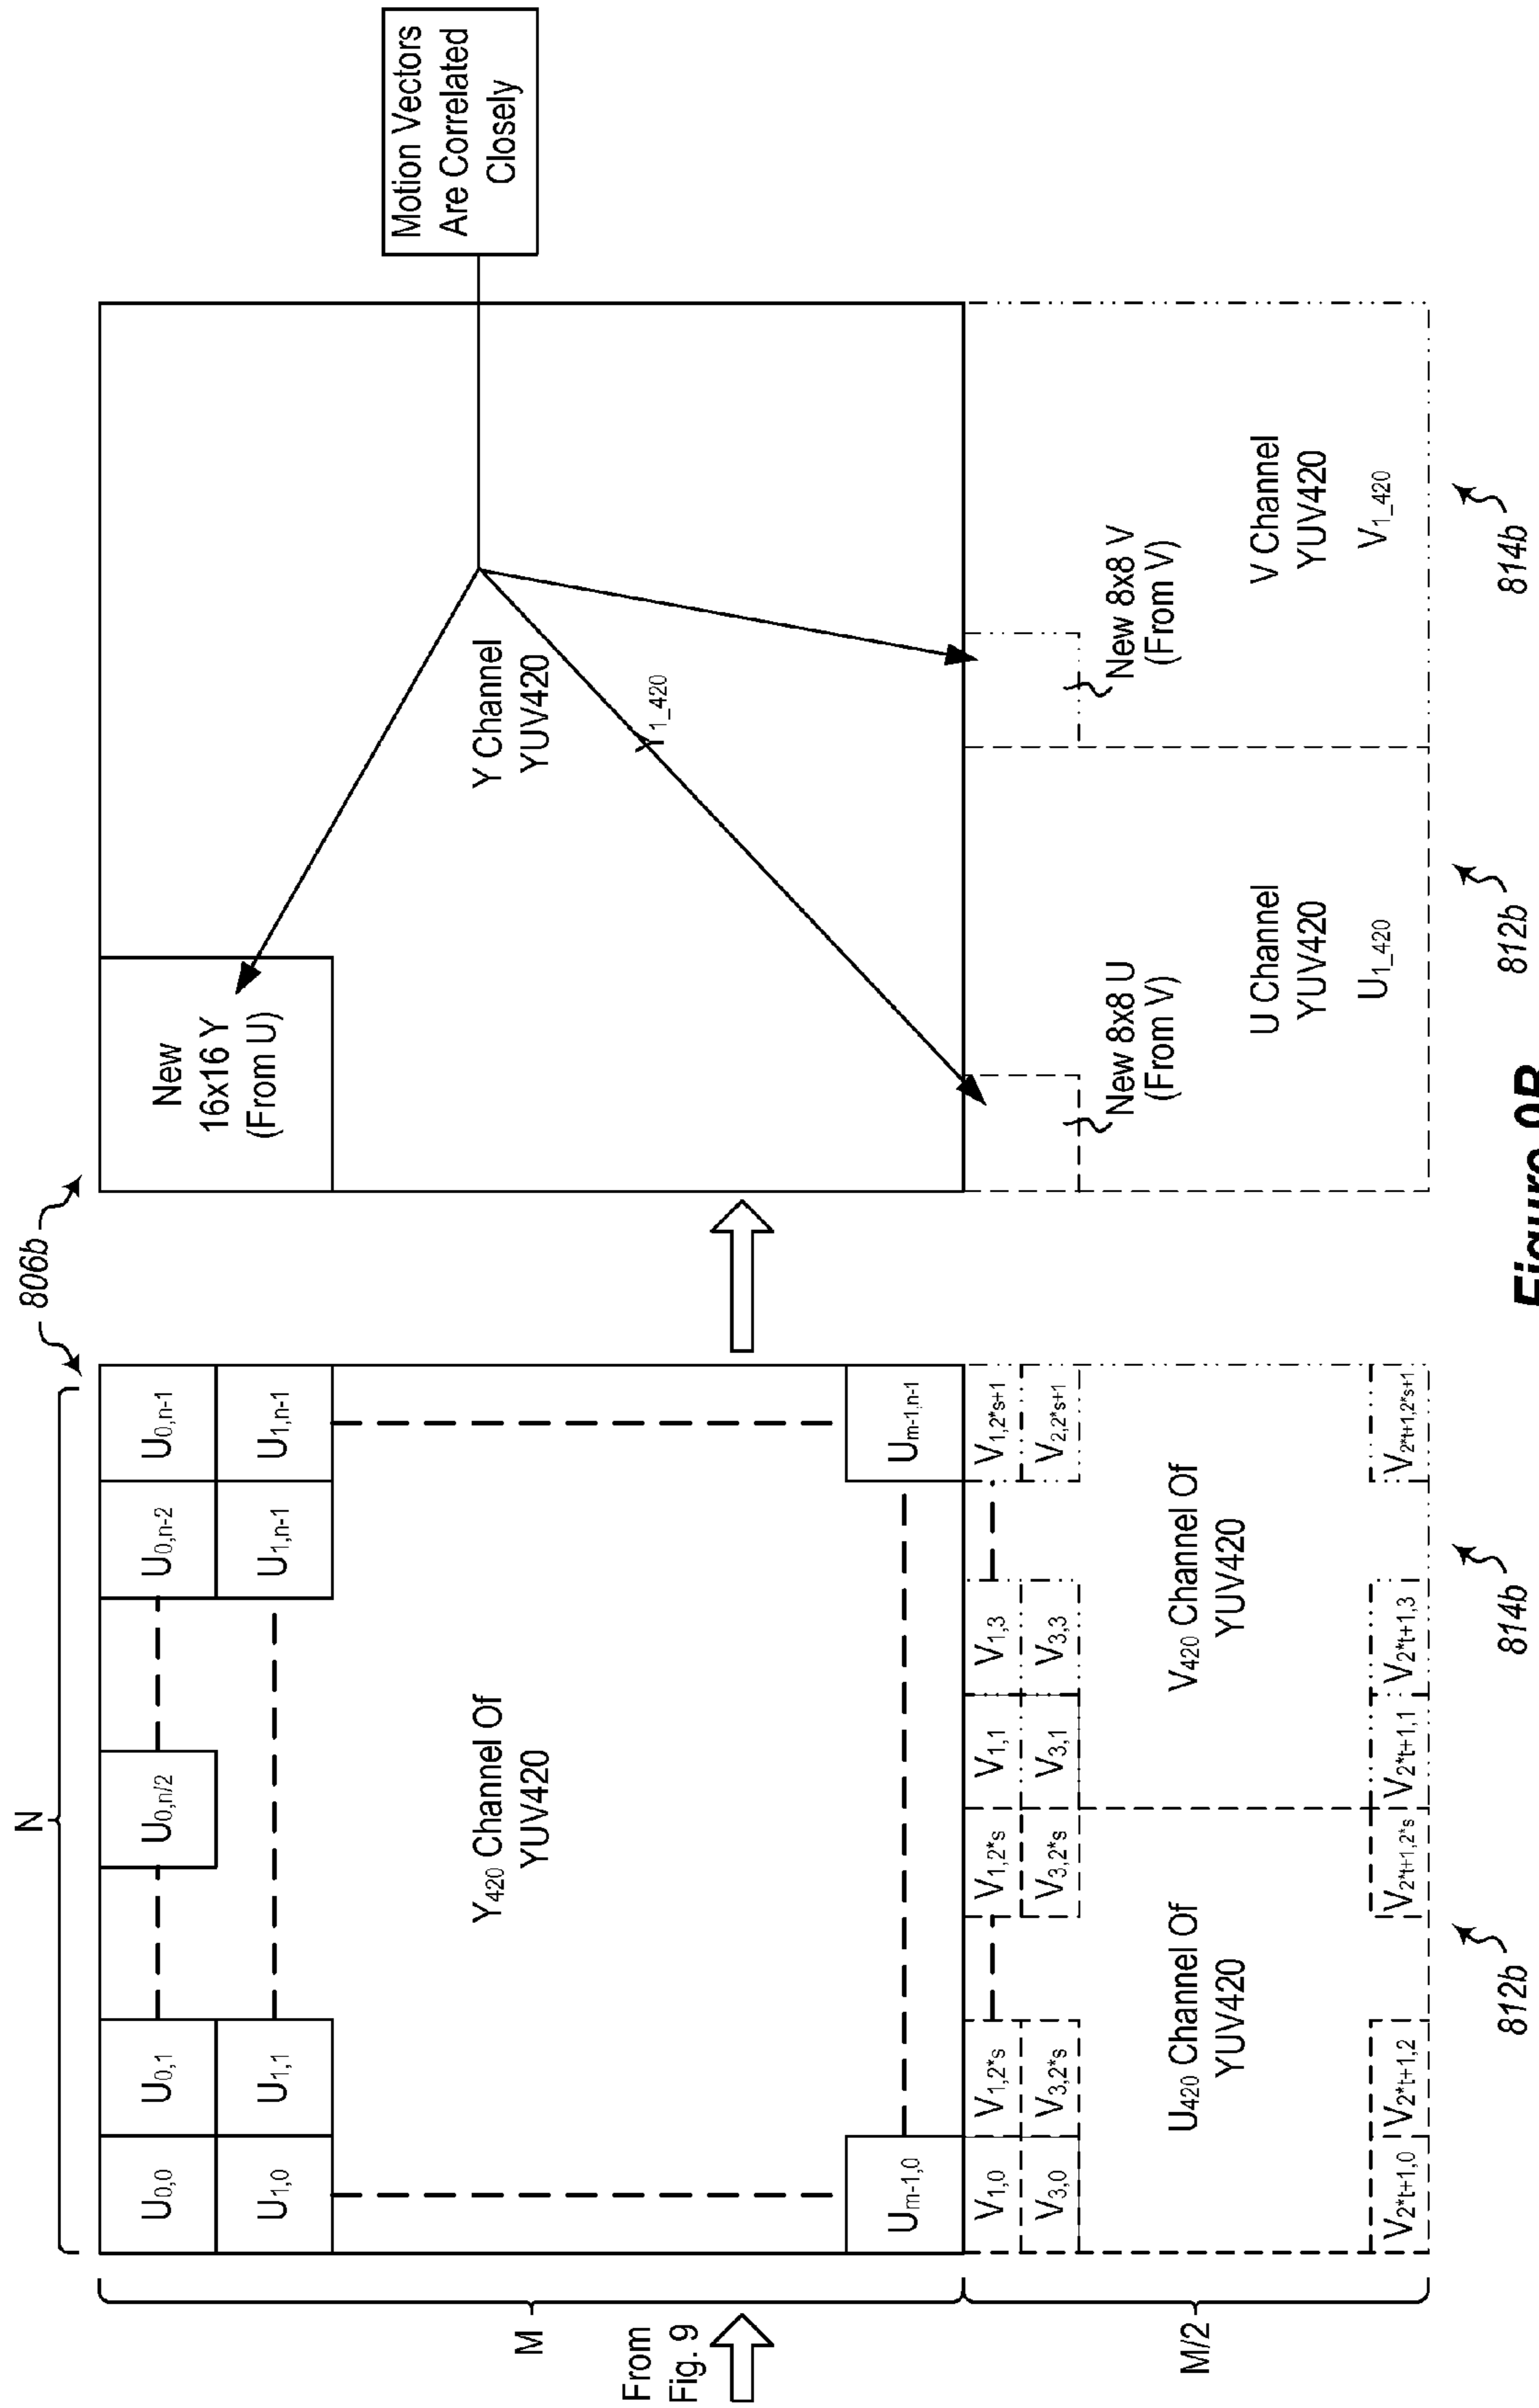 806b
N
M
From
Fig. 9
M/2
U0,0
U0,1
U0,n/2
U0,n-2
U0,n-1
U1,0
U1,1
U1,n-1
U1,n-1
Y420 Channel Of
YUV420
Um-1,0
Um-1,n-1
V1,0
V1,2*s
V1,2*s
V1,1
V1,3
V1,2*s+1
V3,0
V3,2*s
V3,2*s
V3,1
V3,3
V2,2*s+1
U420 Channel Of
YUV420
V420 Channel Of
YUV420
V2*t+1,0
V2*t+1,2
V2*t+1,2*s
V2*t+1,1
V2*t+1,3
V2*t+1,2*s+1
812b
814b
New
16x16 Y
(From U)
Y Channel
YUV420
Y1_420
Motion Vectors
Are Correlated
Closely
New 8x8 U
(From V)
New 8x8 V
(From V)
U Channel
YUV420
U1_420
V Channel
YUV420
V1_420
812b
814b
Figure 9B